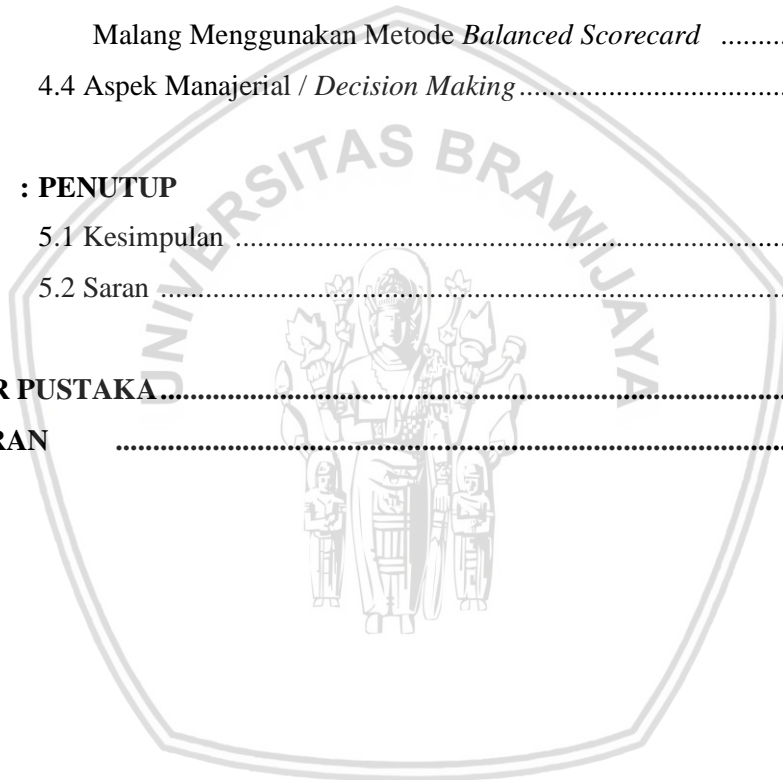 Malang Menggunakan Metode Balanced Scorecard ..........
4.4 Aspek Manajerial / Decision Making....................................
: PENUTUP
5.1 Kesimpulan ..........................................................................
5.2 Saran ....................................................................................
R PUSTAKA....................................................................................
RAN ..........................................................................................
UNIVERSITAS BRAWIJAYA